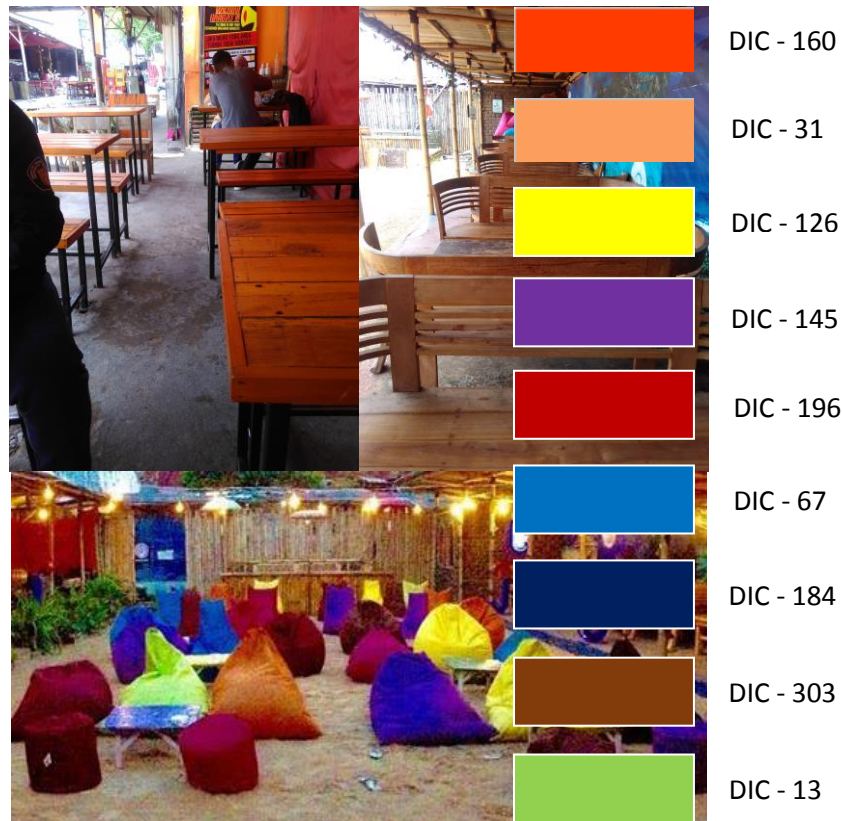 DIC - 160
DIC - 31
DIC - 126
DIC - 145
DIC - 196
DIC - 67
DIC - 184
DIC - 303
DIC - 13